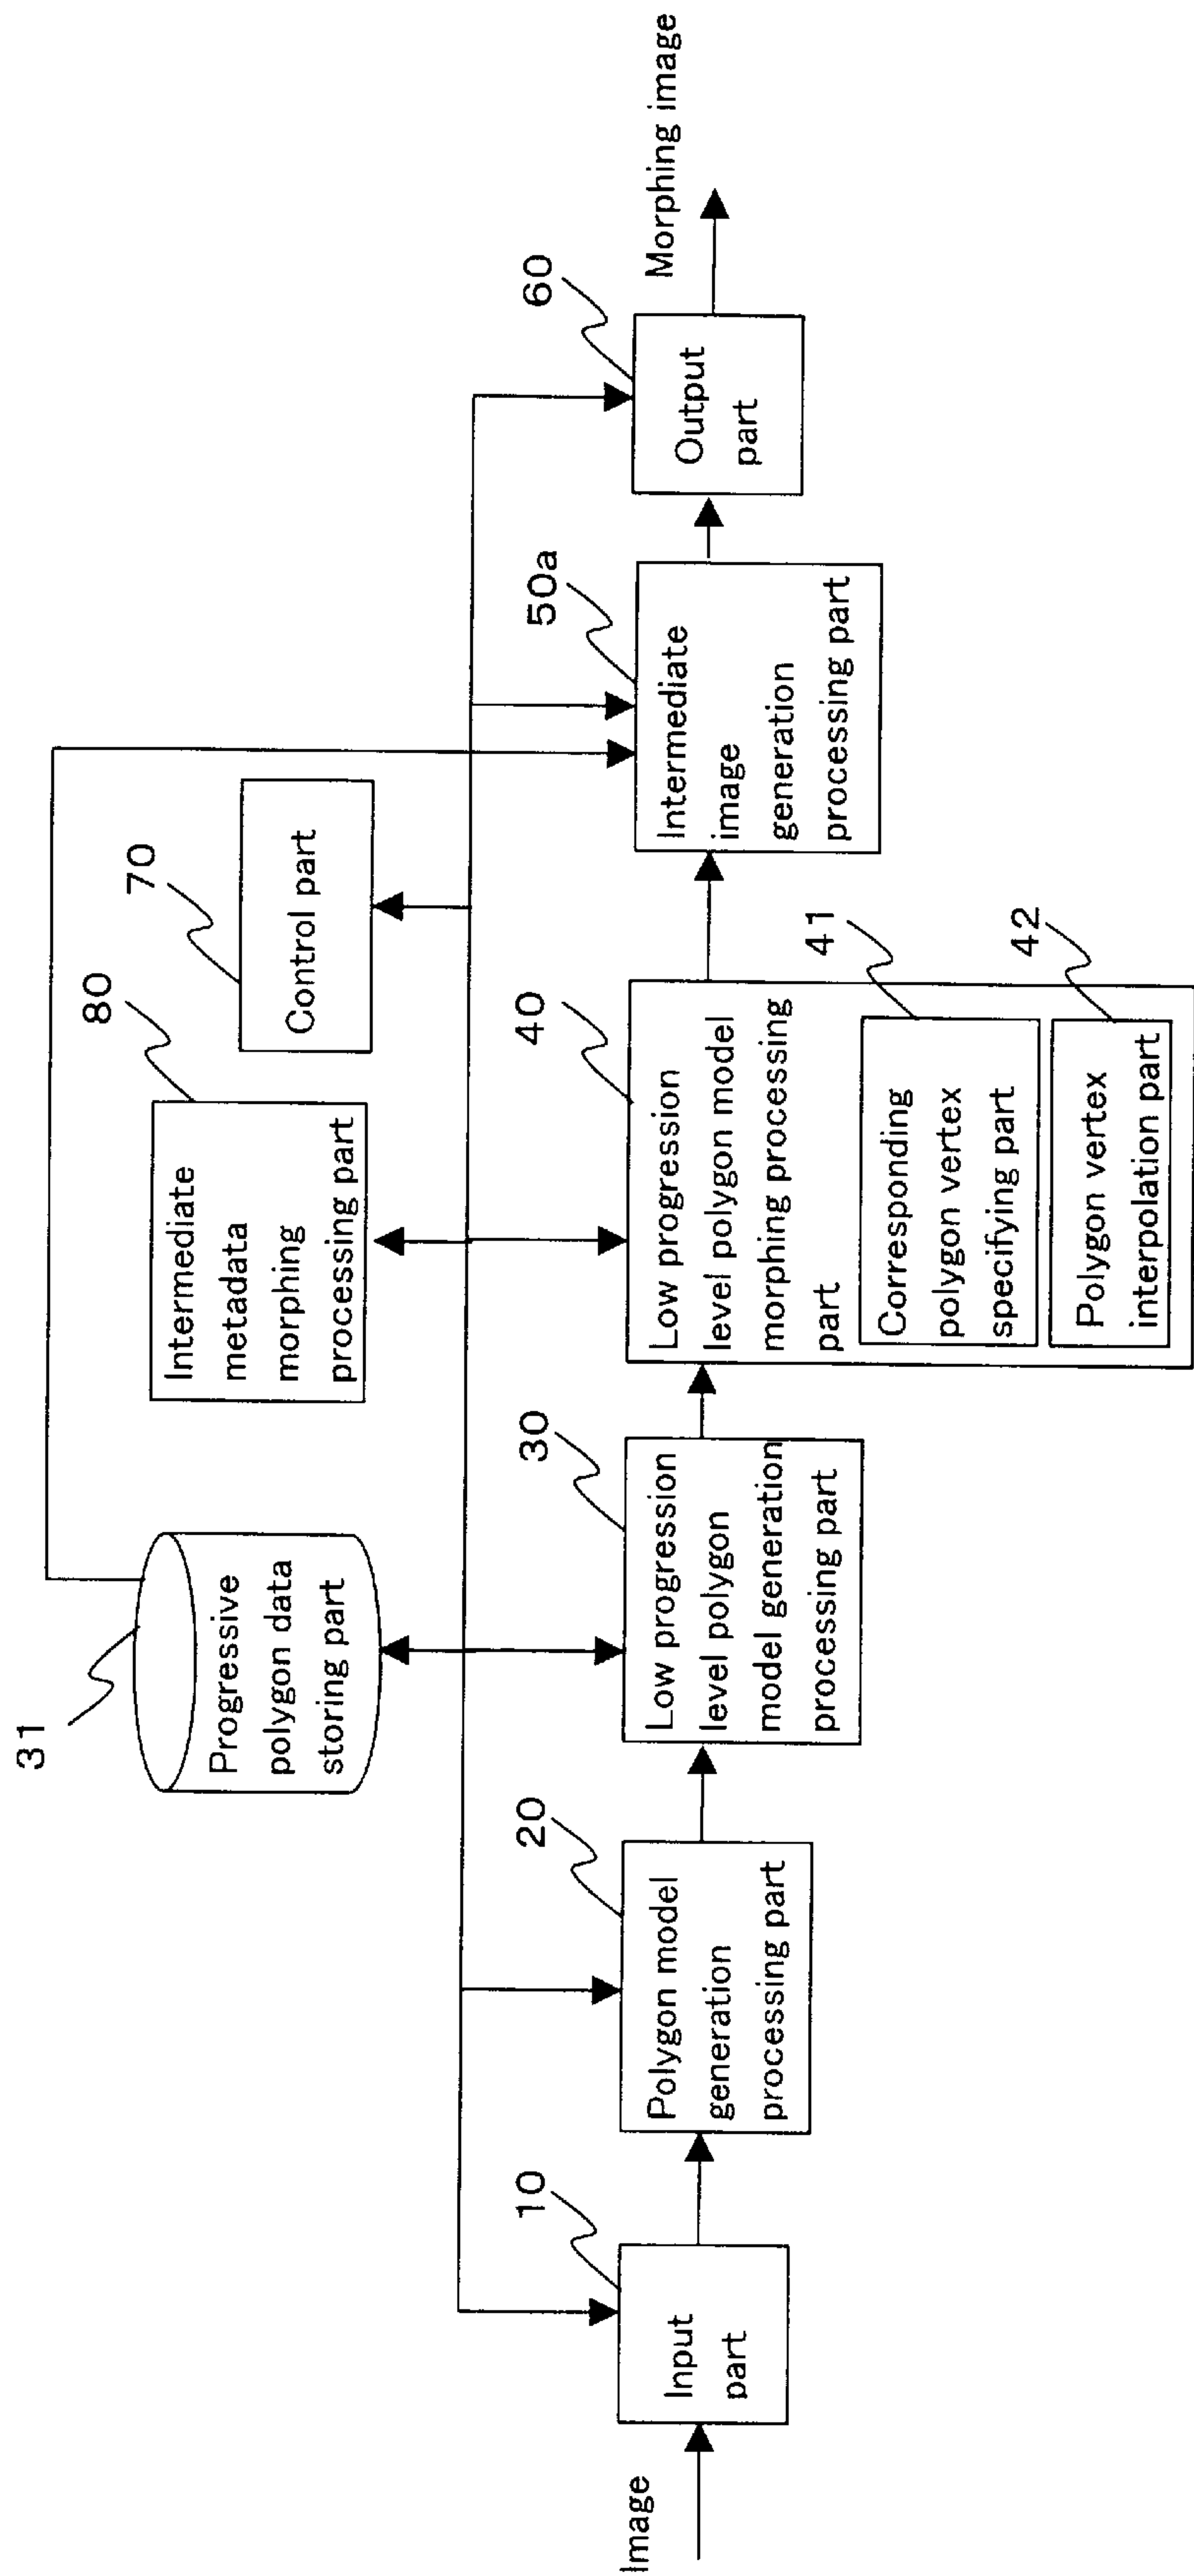 31
Progressive
polygon data
storing part
80
Intermediate
metadata
morphing
processing part
70
Control part
Image
10
Input
part
20
Polygon model
generation
processing part
30
Low progression
level polygon
model generation
processing part
40
Low progression
level polygon model
morphing processing
part
Corresponding
polygon vertex
specifying part
41
Polygon vertex
interpolation part
42
50a
Intermediate
image
generation
processing part
60
Output
part
Morphing image